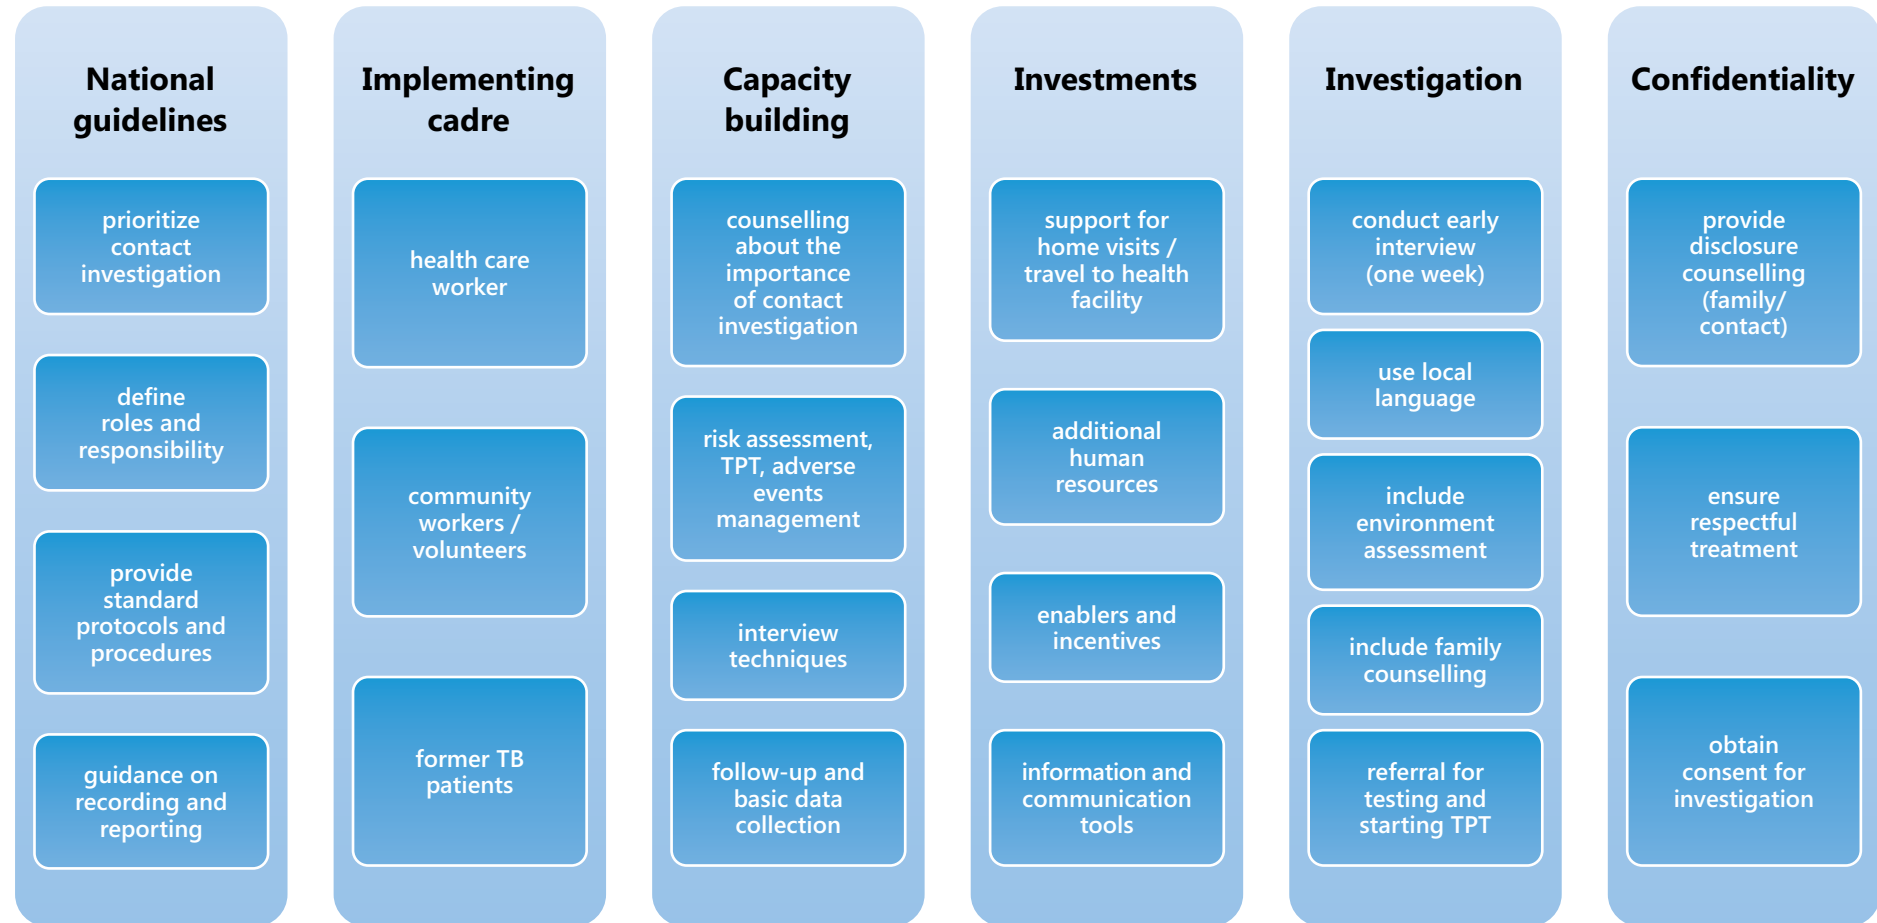 National
guidelines
prioritize
contact
investigation
define
roles and
responsibility
provide
standard
protocols and
procedures
guidance on
recording and
reporting
Implementing
cadre
health care
worker
community
workers /
volunteers
former TB
patients
Capacity
building
counselling
about the
importance
of contact
investigation
risk assessment,
TPT, adverse
events
management
interview
techniques
follow-up and
basic data
collection
Investments
support for
home visits /
travel to health
facility
additional
human
resources
enablers and
incentives
information and
communication
tools
Investigation
conduct early
interview
(one week)
use local
language
include
environment
assessment
include family
counselling
referral for
testing and
starting TPT
Confidentiality
provide
disclosure
counselling
(family/
contact)
ensure
respectful
treatment
obtain
consent for
investigation